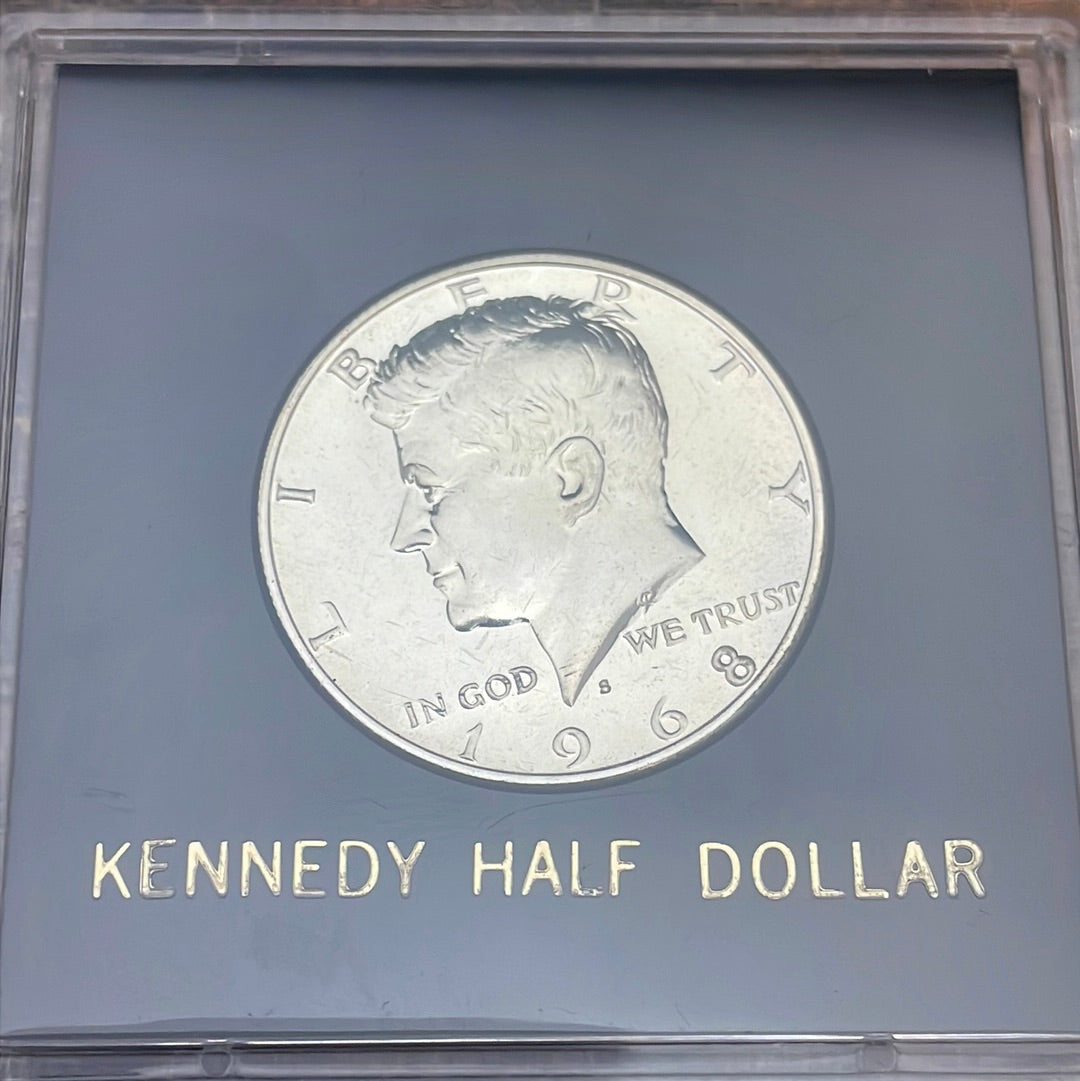 LIBERTY
IN GOD WE TRUST
S
1968
KENNEDY HALF DOLLAR